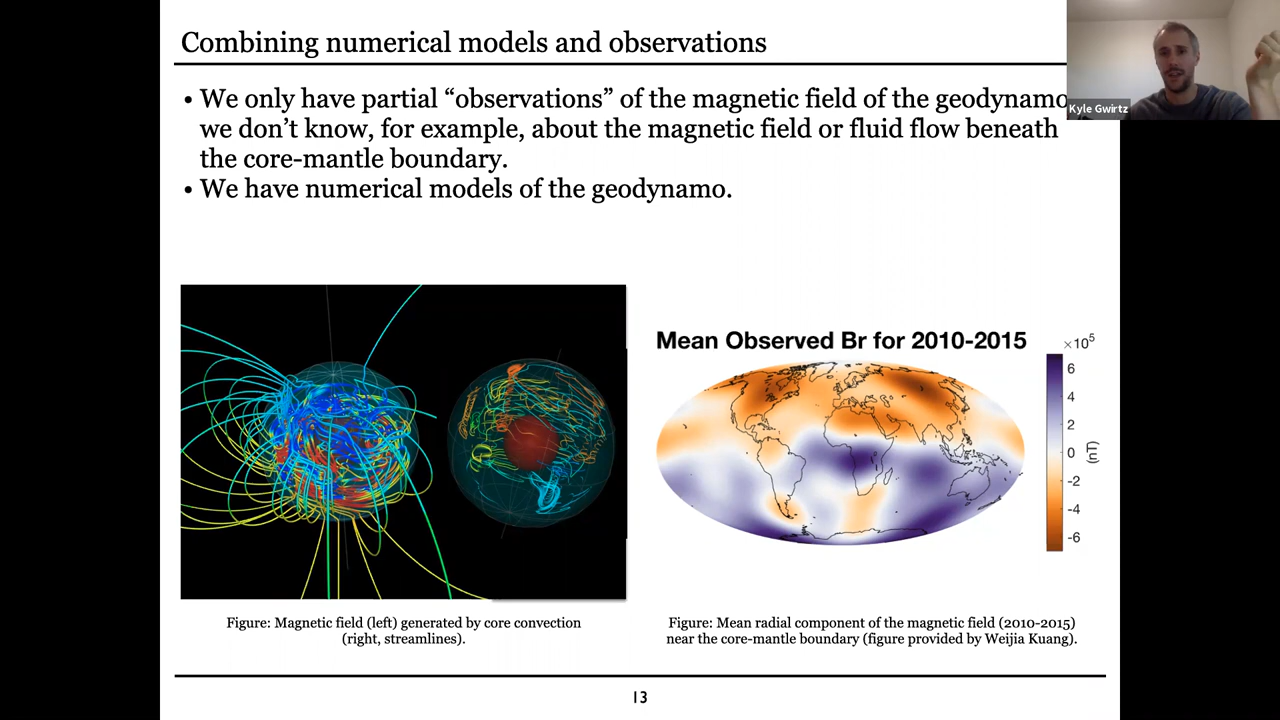 Combining numerical models and observations
Kyle Gwirtz
• We only have partial “observations” of the magnetic field of the geodynamo
we don’t know, for example, about the magnetic field or fluid flow beneath
the core-mantle boundary.
• We have numerical models of the geodynamo.
Mean Observed Br for 2010-2015
×10⁵
6
4
2
0
-2
-4
-6
(nT)
Figure: Magnetic field (left) generated by core convection
(right, streamlines).
Figure: Mean radial component of the magnetic field (2010-2015)
near the core-mantle boundary (figure provided by Weijia Kuang).
13